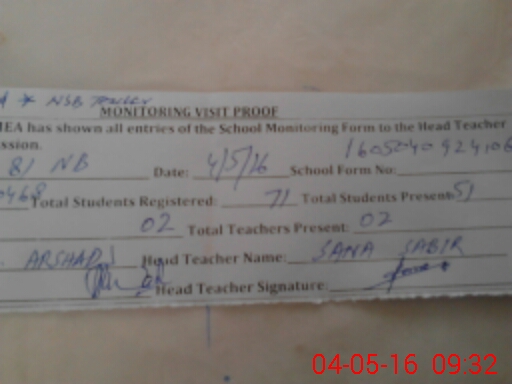 NSB
MONITORING VISIT PROOF
MEA has shown all entries of the School Monitoring Form to the Head Teacher
ssion.
81 NB Date: 4/5/16 School Form No:
0468 Total Students Registered: 71 Total Students Present: 51
02 Total Teachers Present: 02
ARSHAD Head Teacher Name: SANA SABIR
Head Teacher Signature:
04-05-16 09:32